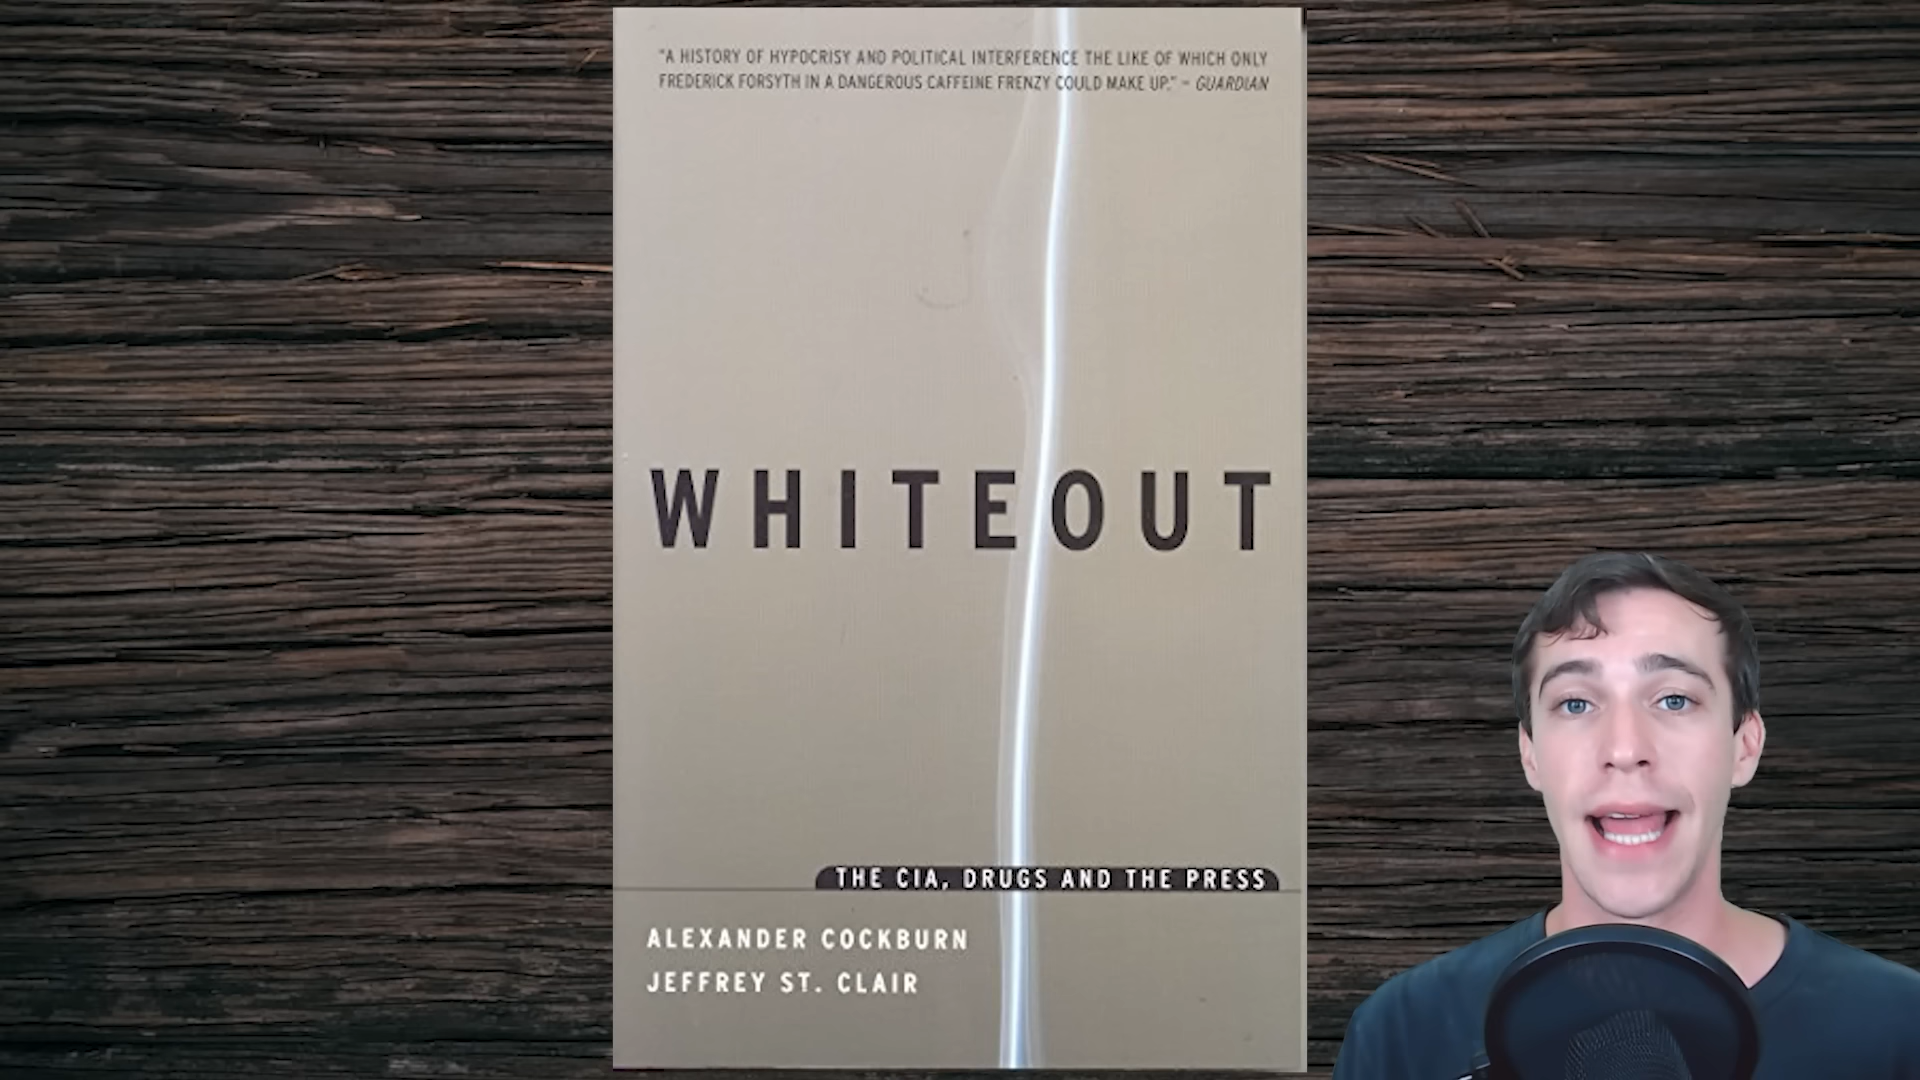 "A HISTORY OF HYPOCRISY AND POLITICAL INTERFERENCE THE LIKE OF WHICH ONLY
FREDERICK FORSYTH IN A DANGEROUS CAFFEINE FRENZY COULD MAKE UP." – GUARDIAN
WHITEOUT
THE CIA, DRUGS AND THE PRESS
ALEXANDER COCKBURN
JEFFREY ST. CLAIR